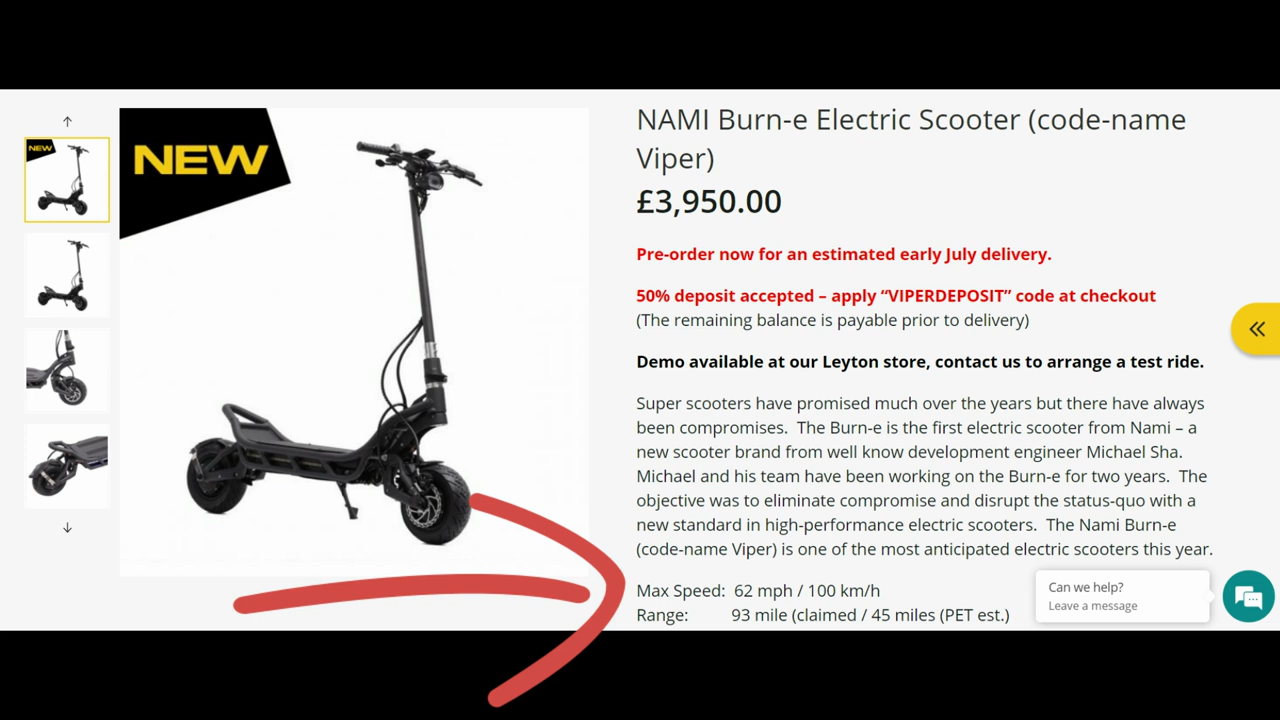 NEW
NEW
NAMI Burn-e Electric Scooter (code-name
Viper)
£3,950.00
Pre-order now for an estimated early July delivery.
50% deposit accepted – apply “VIPERDEPOSIT” code at checkout
(The remaining balance is payable prior to delivery)
Demo available at our Leyton store, contact us to arrange a test ride.
Super scooters have promised much over the years but there have always
been compromises.  The Burn-e is the first electric scooter from Nami – a
new scooter brand from well know development engineer Michael Sha.
Michael and his team have been working on the Burn-e for two years.  The
objective was to eliminate compromise and disrupt the status-quo with a
new standard in high-performance electric scooters.  The Nami Burn-e
(code-name Viper) is one of the most anticipated electric scooters this year.
Max Speed:  62 mph / 100 km/h
Range:  93 mile (claimed / 45 miles (PET est.)
Can we help?
Leave a message